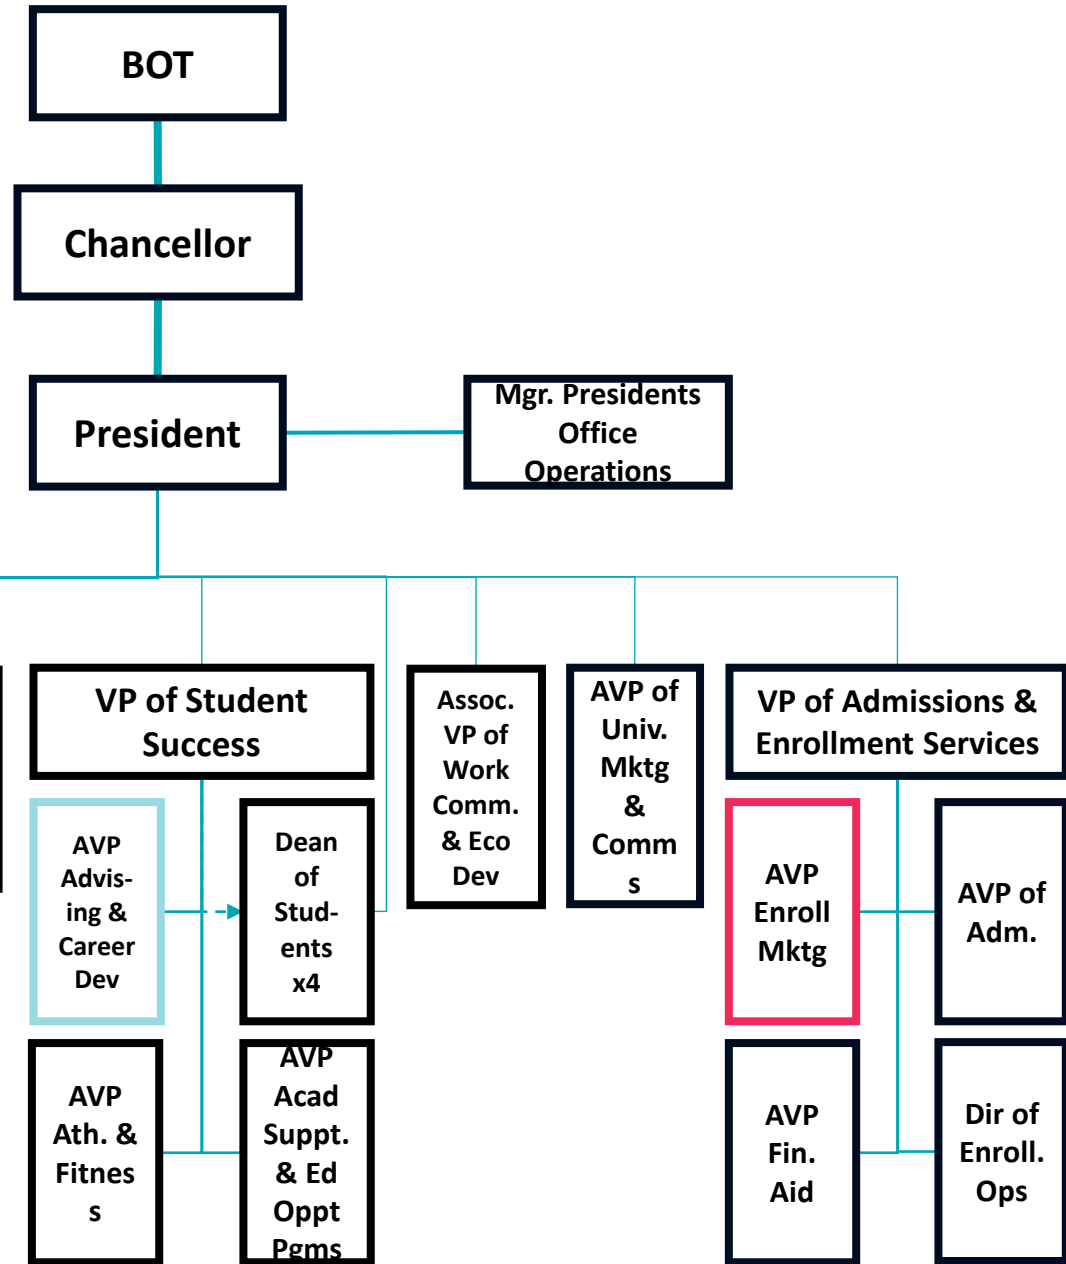 BOT
Chancellor
President
Mgr. Presidents
Office
Operations
VP of Student
Success
Assoc.
VP of
Work
Comm.
& Eco
Dev
AVP of
Univ.
Mktg
&
Comm
s
VP of Admissions &
Enrollment Services
AVP
Advis-
ing &
Career
Dev
Dean
of
Stud-
ents
x4
AVP
Enroll
Mktg
AVP of
Adm.
AVP
Ath. &
Fitnes
s
AVP
Acad
Suppt.
& Ed
Oppt
Pgms
AVP
Fin.
Aid
Dir of
Enroll.
Ops